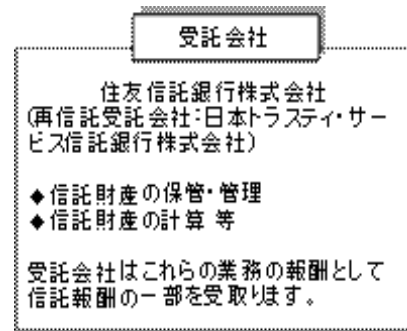 受託会社
住友信託銀行株式会社
(再信託受託会社:日本トラスティ・サー
ビス信託銀行株式会社)
◆信託財産の保管・管理
◆信託財産の計算 等
受託会社はこれらの業務の報酬として
信託報酬の一部を受取ります。